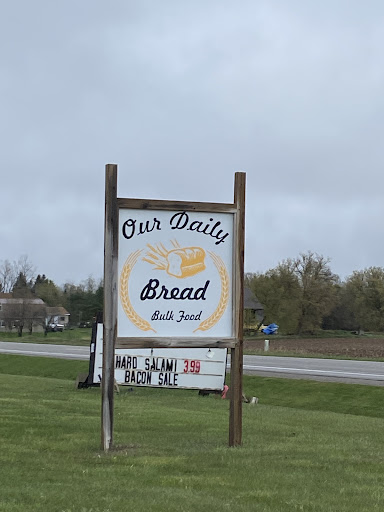 Our Daily
Bread
Bulk Food
HARD SALAMI 3.99
BACON SALE